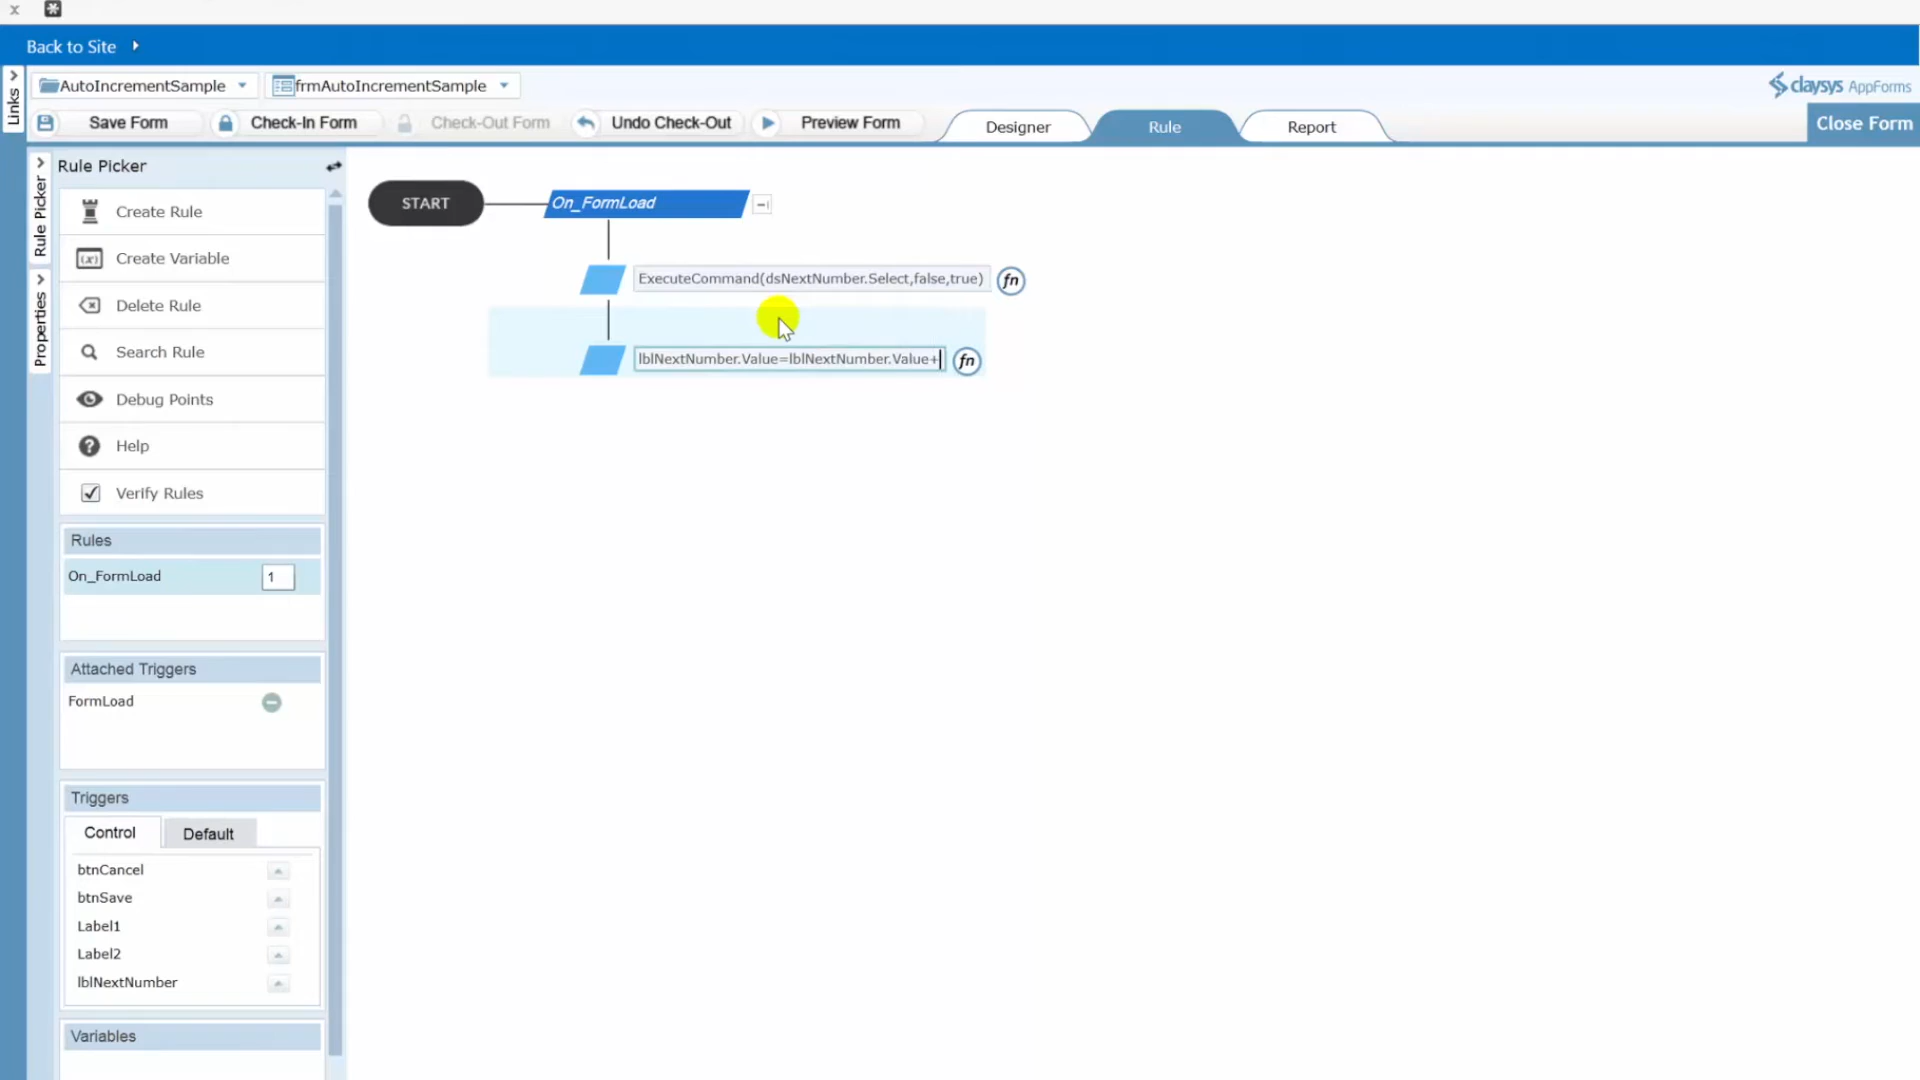 x
Back to Site
Links
AutoIncrementSample
frmAutoIncrementSample
claysys AppForms
Save Form
Check-In Form
Check-Out Form
Undo Check-Out
Preview Form
Designer
Rule
Report
Close Form
Rule Picker
Properties
Rule Picker
Create Rule
(x) Create Variable
Delete Rule
Search Rule
Debug Points
? Help
Verify Rules
Rules
On_FormLoad 1
Attached Triggers
FormLoad
Triggers
Control
Default
btnCancel
btnSave
Label1
Label2
lblNextNumber
Variables
START
On_FormLoad
ExecuteCommand(dsNextNumber.Select,false,true) fn
lblNextNumber.Value=lblNextNumber.Value+ fn